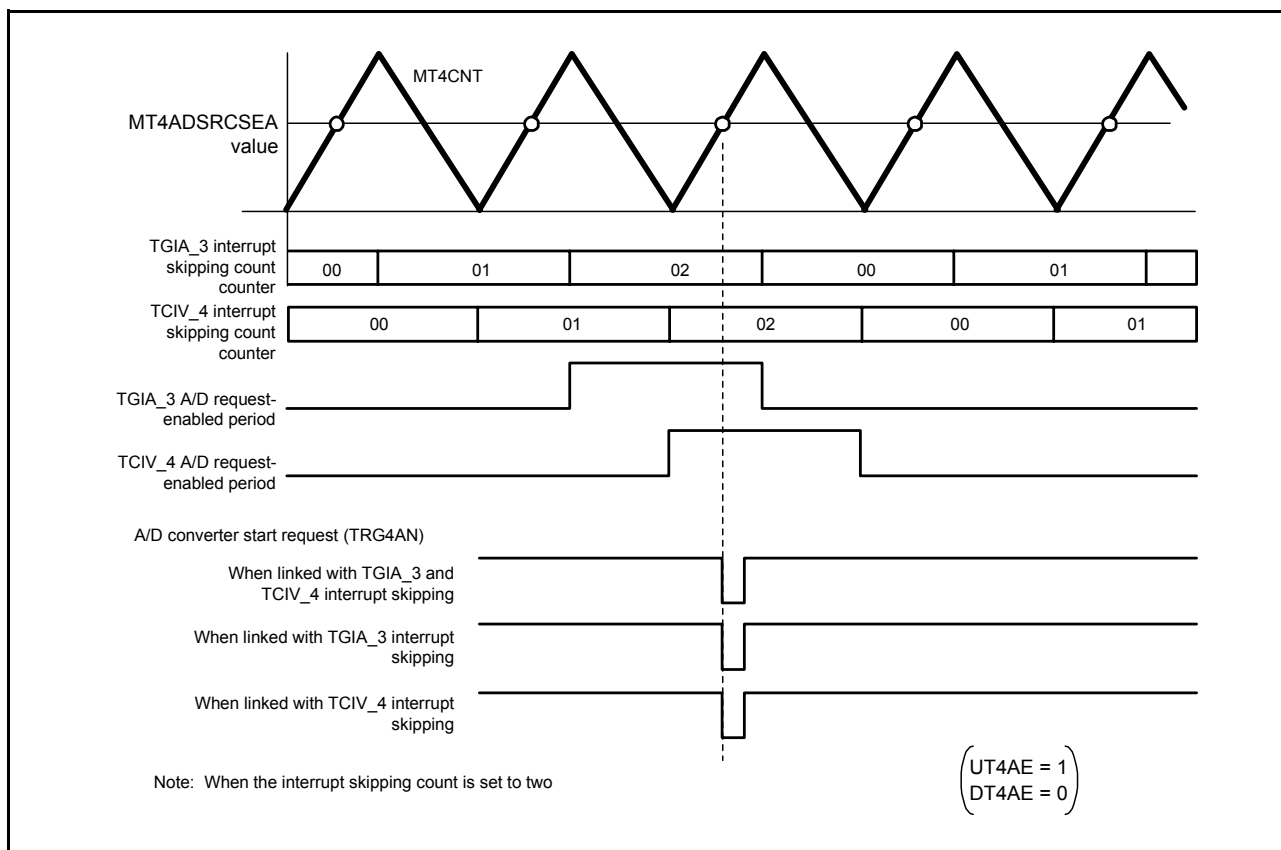 MT4CNT
MT4ADSRCSEA
value
TGIA_3 interrupt
skipping count
counter
00 01 02 00 01
TCIV_4 interrupt
skipping count
counter
00 01 02 00 01
TGIA_3 A/D request-
enabled period
TCIV_4 A/D request-
enabled period
A/D converter start request (TRG4AN)
When linked with TGIA_3 and
TCIV_4 interrupt skipping
When linked with TGIA_3 interrupt
skipping
When linked with TCIV_4 interrupt
skipping
Note: When the interrupt skipping count is set to two
UT4AE = 1
DT4AE = 0